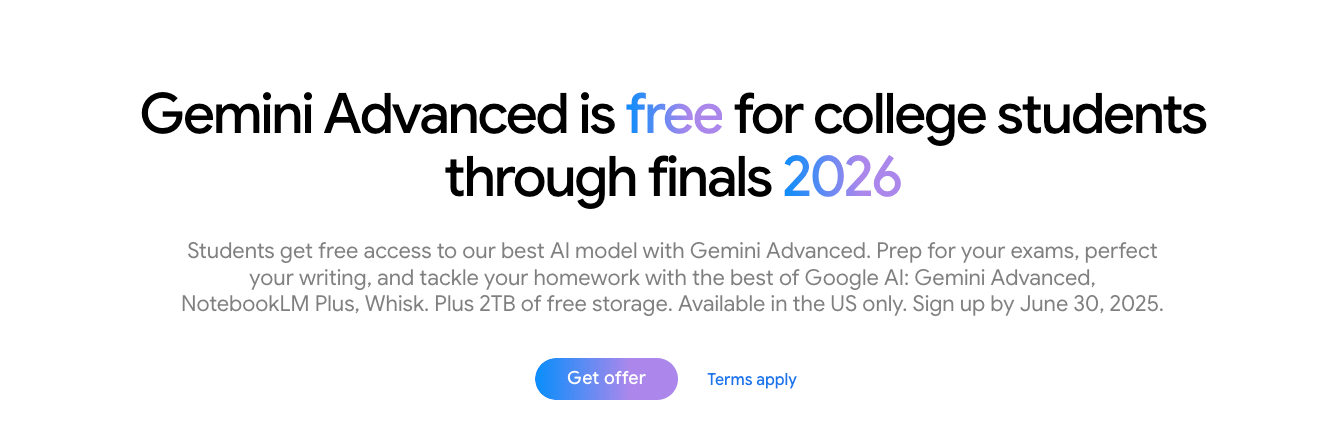 Gemini Advanced is free for college students
through finals 2026
Students get free access to our best AI model with Gemini Advanced. Prep for your exams, perfect
your writing, and tackle your homework with the best of Google AI: Gemini Advanced,
NotebookLM Plus, Whisk. Plus 2TB of free storage. Available in the US only. Sign up by June 30, 2025.
Get offer
Terms apply